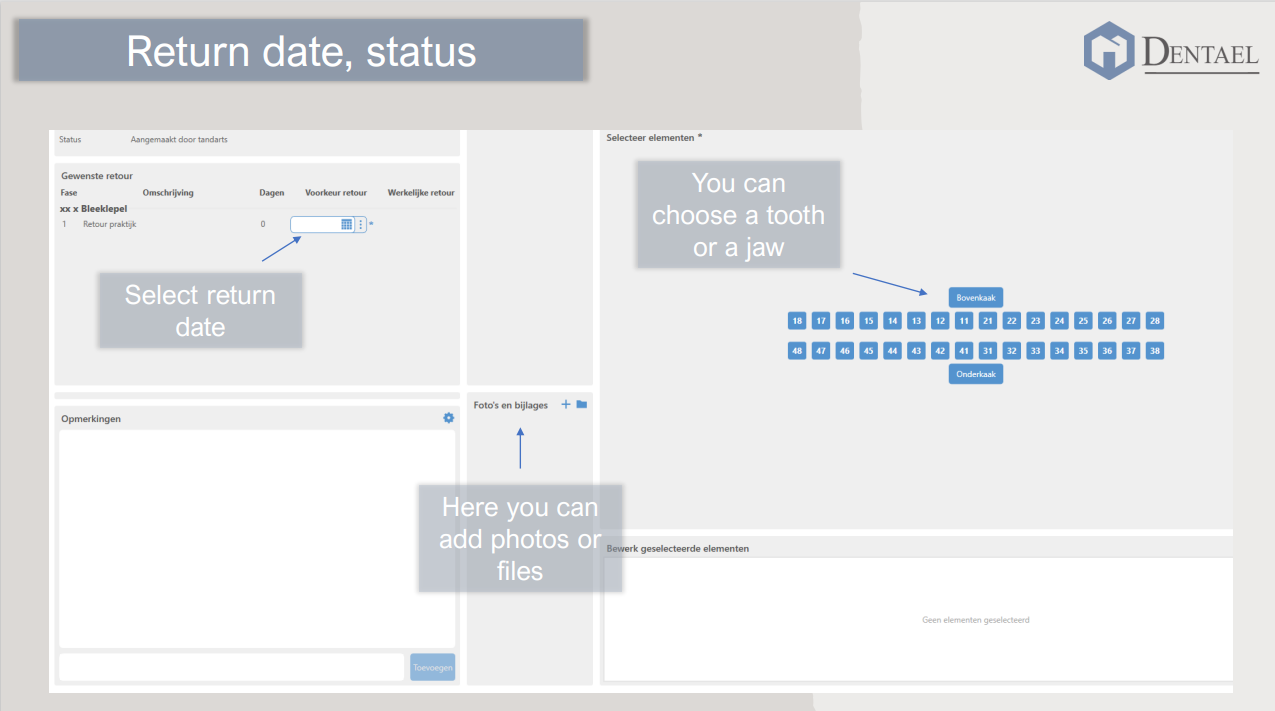 Return date, status
DENTAEL
Status Aangemaakt door tandarts
Gewenste retour
Fase Omschrijving Dagen Voorkeur retour Werkelijke retour
xx x Bleeklepel
1 Retour praktijk 0 *
Select return
date
Opmerkingen
Toevoegen
Foto's en bijlages
Here you can
add photos or
files
Selecteer elementen *
You can
choose a tooth
or a jaw
Bovenkaak
18 17 16 15 14 13 12 11 21 22 23 24 25 26 27 28
48 47 46 45 44 43 42 41 31 32 33 34 35 36 37 38
Onderkaak
Bewerk geselecteerde elementen
Geen elementen geselecteerd